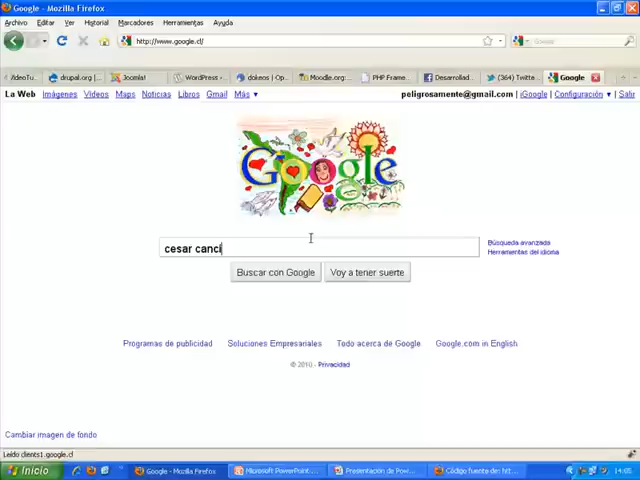 Google - Mozilla Firefox
Archivo Editar Ver Historial Marcadores Herramientas Ayuda
http://www.google.cl/
Google
VideoTu drupal.org | ... Joomla! WordPress › ... dokeos | Op... Moodle.org:... PHP Frame... Desarrollad... (364) Twitte... Google
La Web Imágenes Videos Maps Noticias Libros Gmail Más ▼ peligrosamente@gmail.com | iGoogle | Configuración ▼ | Salir
Google
cesar canci
Búsqueda avanzada
Herramientas del idioma
Buscar con Google Voy a tener suerte
Programas de publicidad Soluciones Empresariales Todo acerca de Google Google.com in English
© 2010 - Privacidad
Cambiar imagen de fondo
Leído clients1.google.cl
Inicio Google - Mozilla Firefox Microsoft PowerPoint ... Presentación de Pow... Código fuente de: htt... 14:05